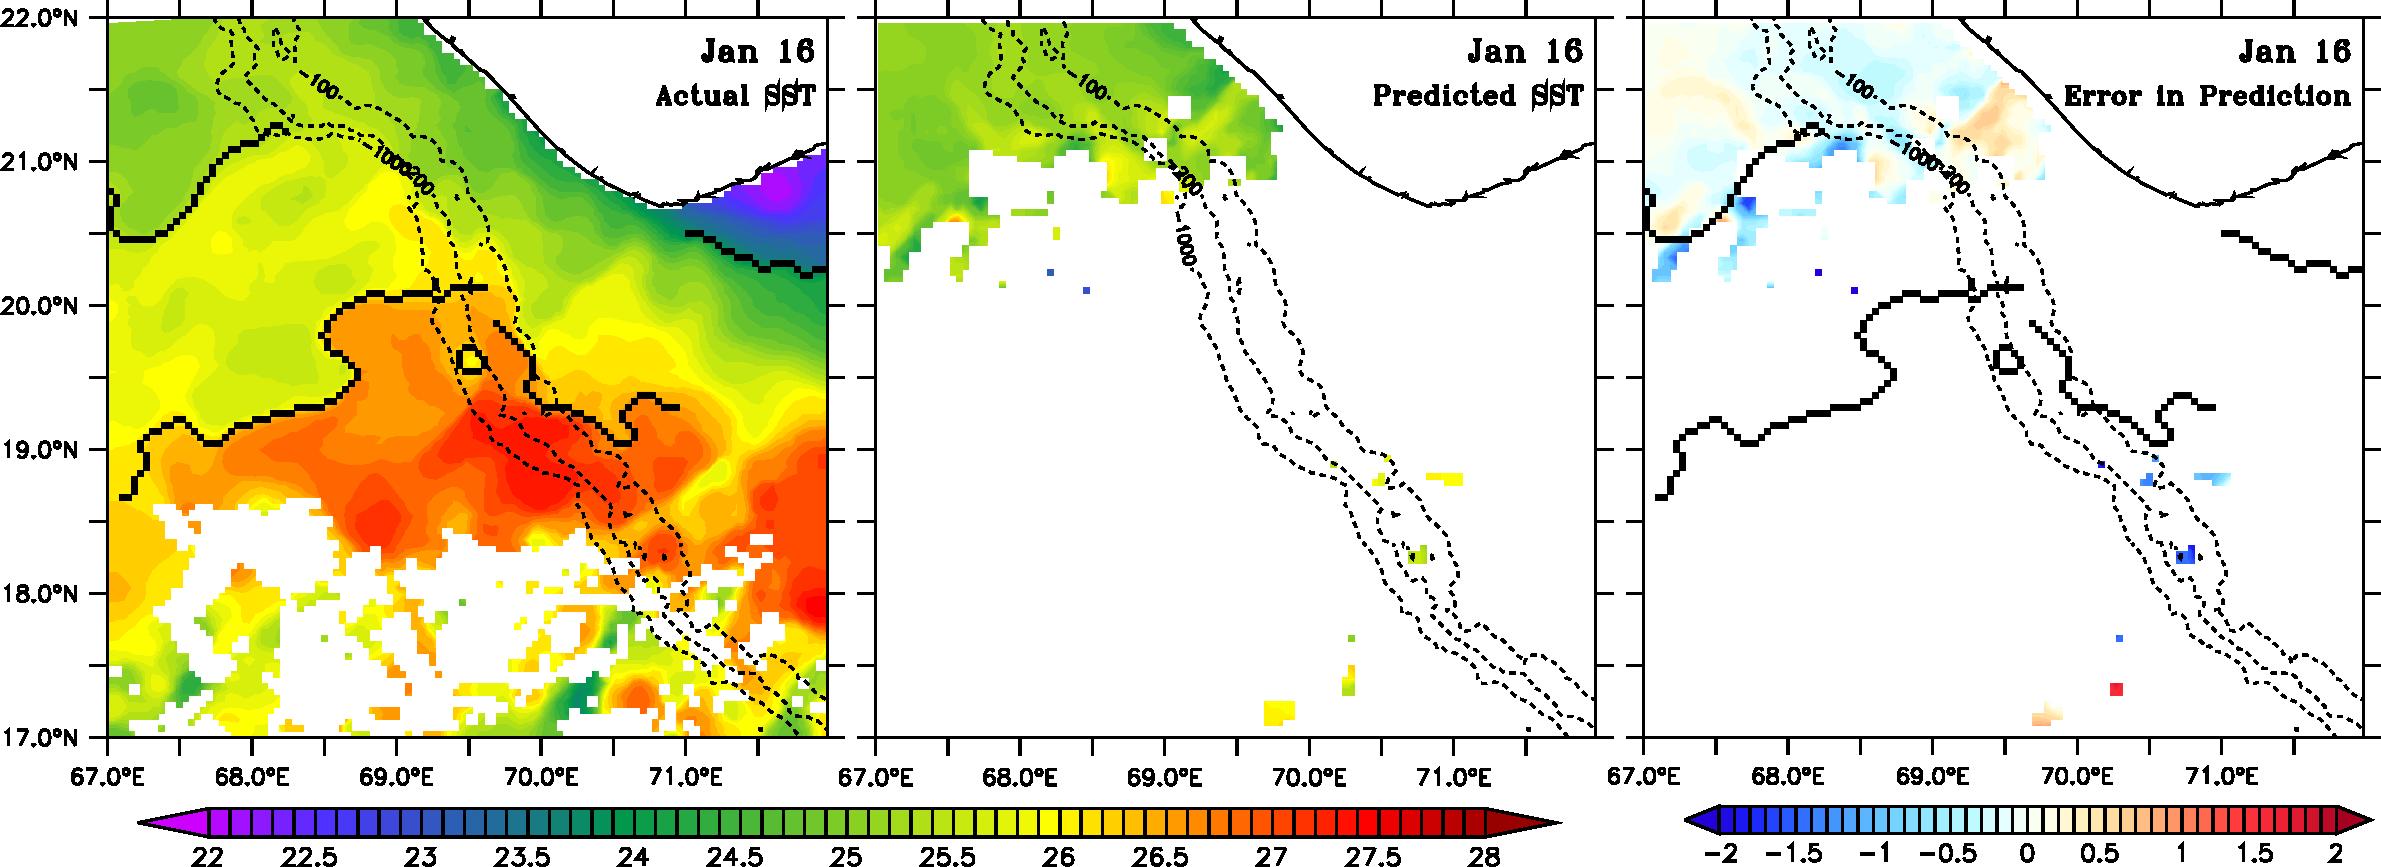 22.0°N
21.0°N
20.0°N
19.0°N
18.0°N
17.0°N
Jan 16
Actual SST
100
1000
200
67.0°E 68.0°E 69.0°E 70.0°E 71.0°E
Jan 16
Predicted SST
100
200
1000
67.0°E 68.0°E 69.0°E 70.0°E 71.0°E
Jan 16
Error in Prediction
100
1000
200
67.0°E 68.0°E 69.0°E 70.0°E 71.0°E
22 22.5 23 23.5 24 24.5 25 25.5 26 26.5 27 27.5 28
-2 -1.5 -1 -0.5 0 0.5 1 1.5 2